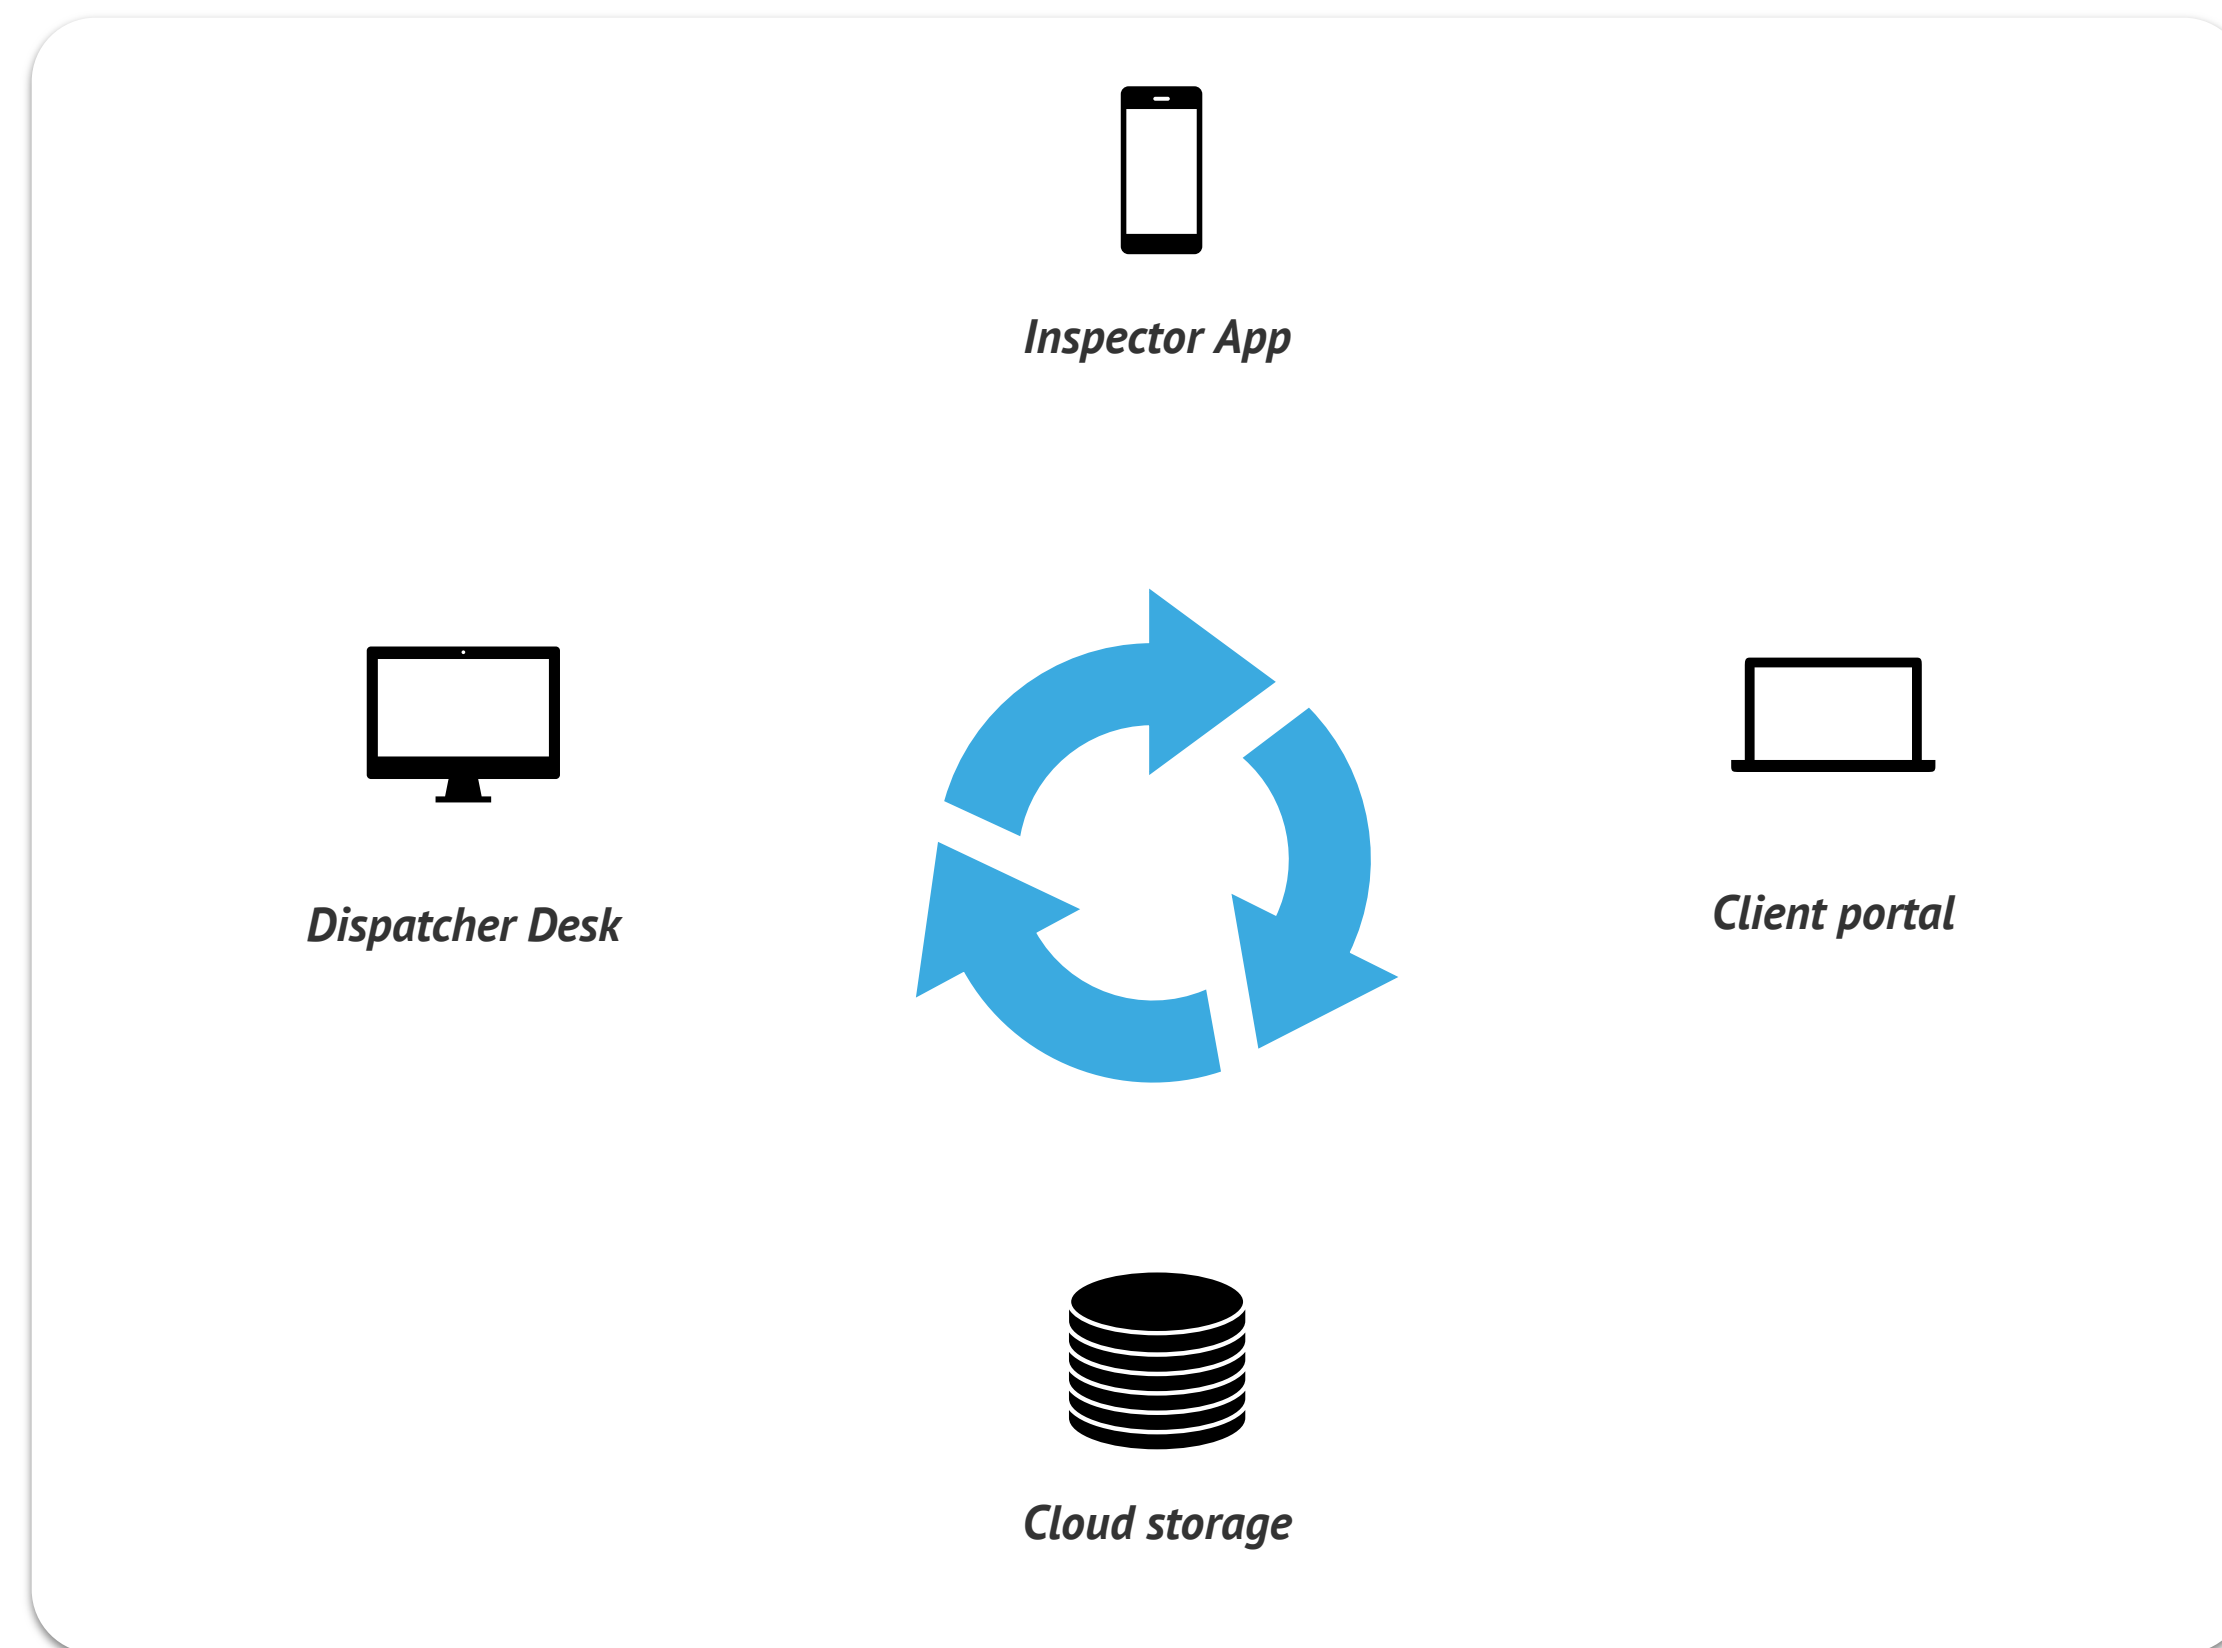 Inspector App
Dispatcher Desk
Client portal
Cloud storage